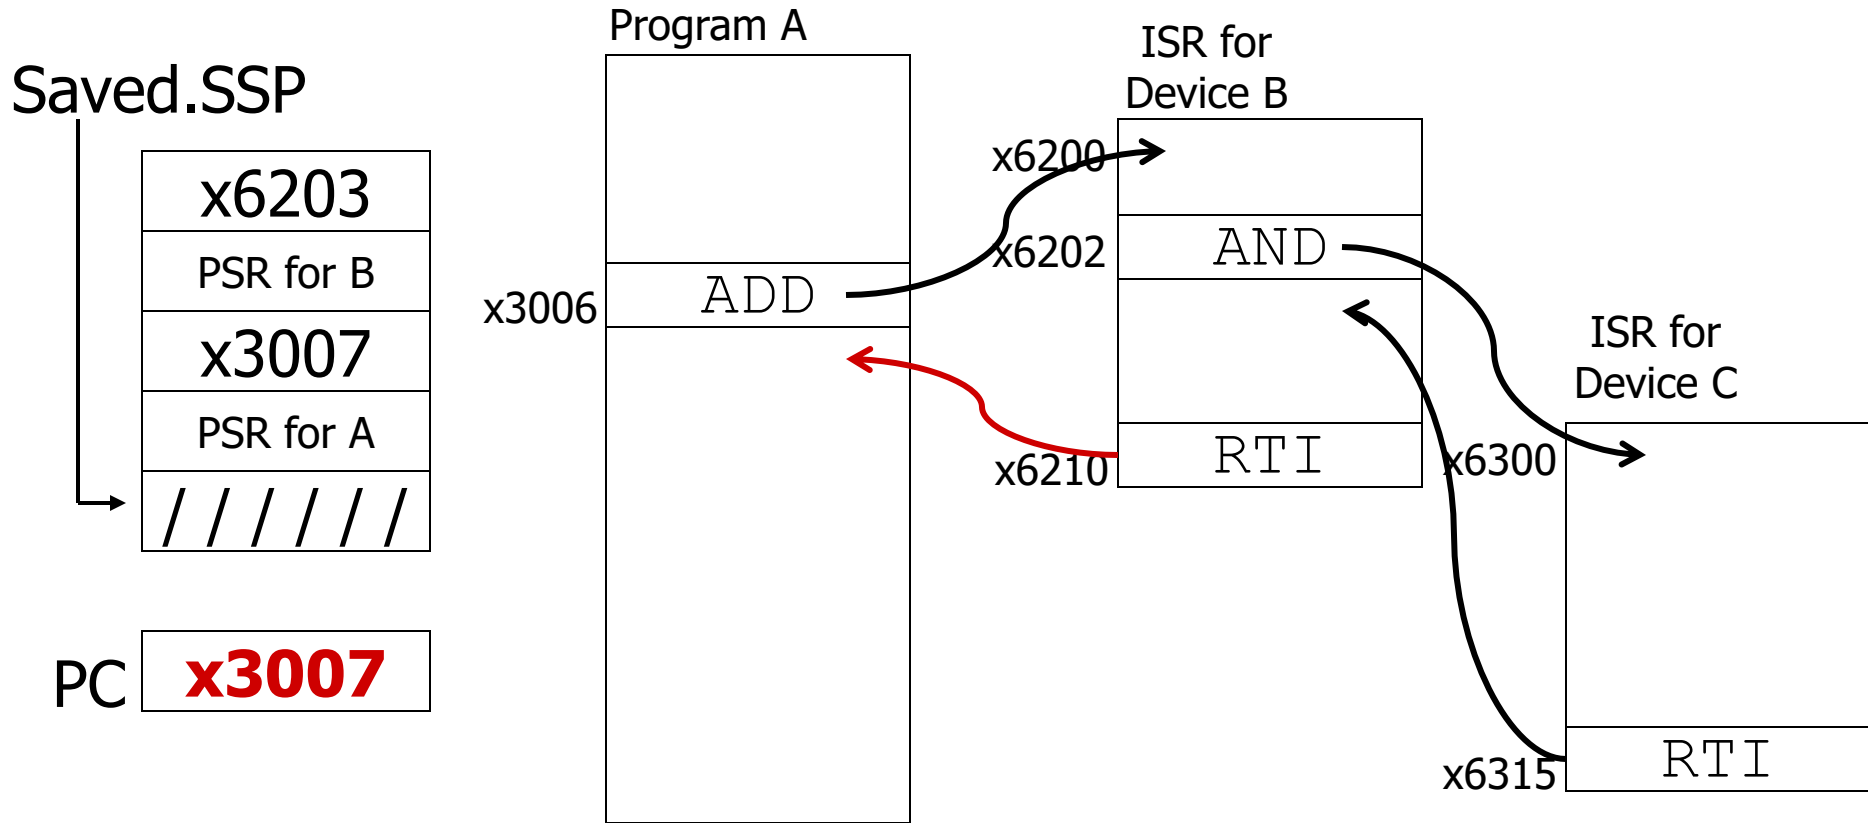 Saved.SSP
x6203
PSR for B
x3007
PSR for A
//////
PC
x3007
Program A
x3006
ADD
ISR for
Device B
x6200
x6202
AND
x6210
RTI
ISR for
Device C
x6300
x6315
RTI